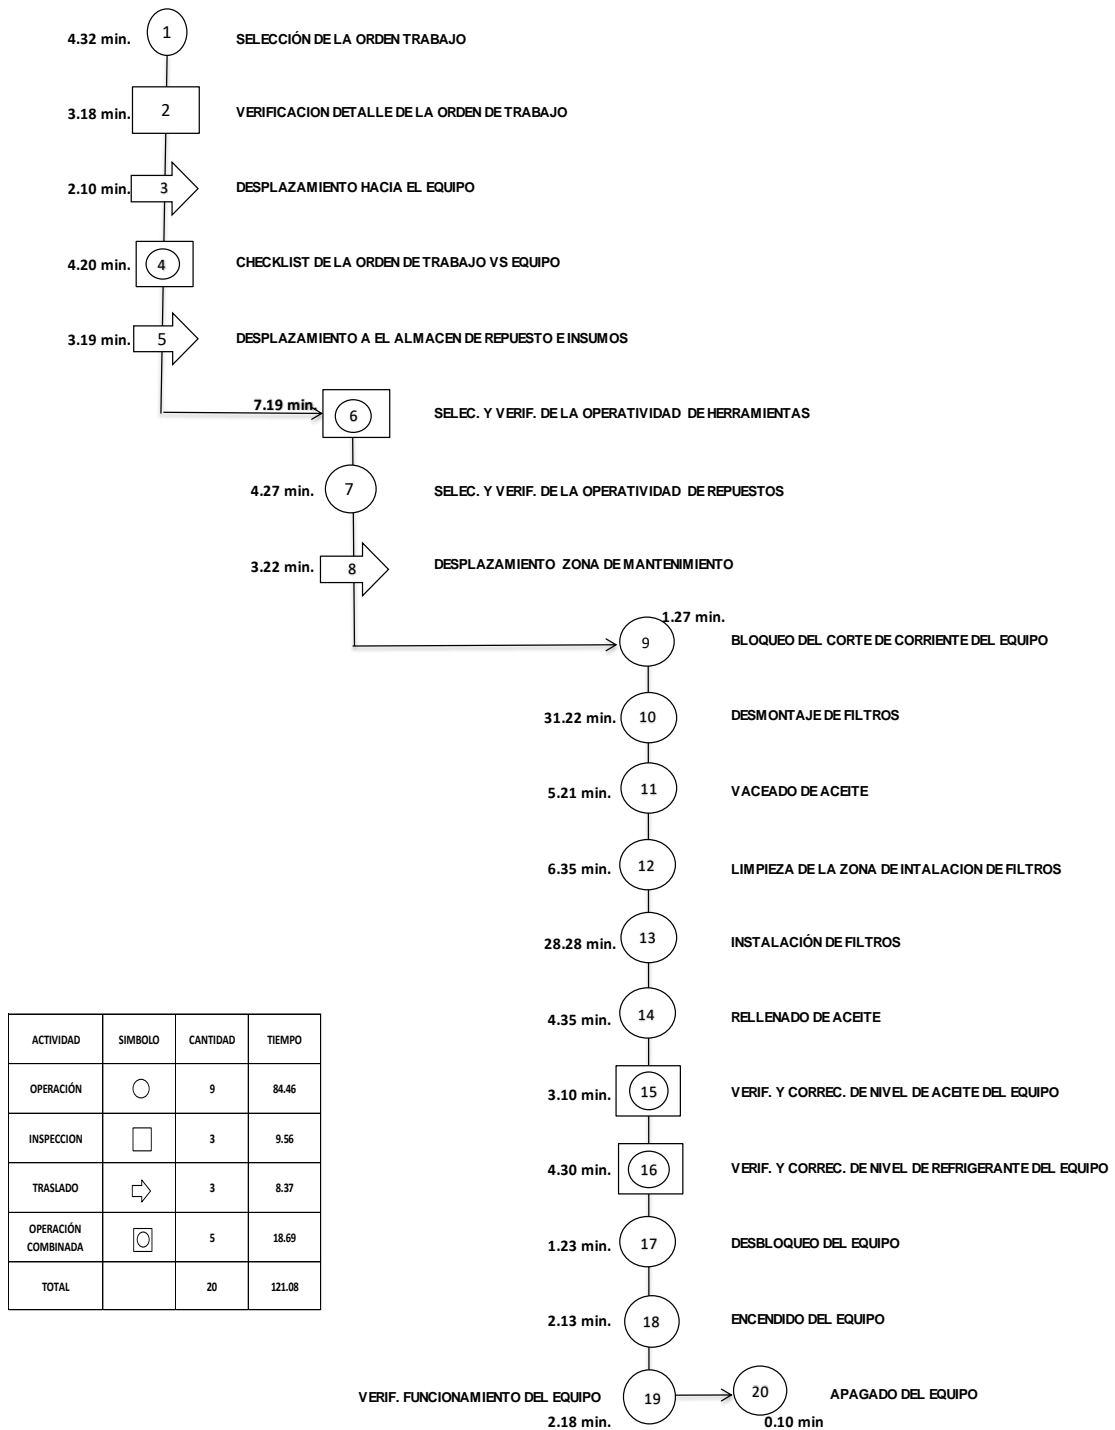 4.32 min. 1 SELECCIÓN DE LA ORDEN TRABAJO
3.18 min. 2 VERIFICACION DETALLE DE LA ORDEN DE TRABAJO
2.10 min. 3 DESPLAZAMIENTO HACIA EL EQUIPO
4.20 min. 4 CHECKLIST DE LA ORDEN DE TRABAJO VS EQUIPO
3.19 min. 5 DESPLAZAMIENTO A EL ALMACEN DE REPUESTO E INSUMOS
7.19 min. 6 SELEC. Y VERIF. DE LA OPERATIVIDAD DE HERRAMIENTAS
4.27 min. 7 SELEC. Y VERIF. DE LA OPERATIVIDAD DE REPUESTOS
3.22 min. 8 DESPLAZAMIENTO ZONA DE MANTENIMIENTO
1.27 min.
9 BLOQUEO DEL CORTE DE CORRIENTE DEL EQUIPO
31.22 min. 10 DESMONTAJE DE FILTROS
5.21 min. 11 VACEADO DE ACEITE
6.35 min. 12 LIMPIEZA DE LA ZONA DE INTALACION DE FILTROS
28.28 min. 13 INSTALACIÓN DE FILTROS
4.35 min. 14 RELLENADO DE ACEITE
3.10 min. 15 VERIF. Y CORREC. DE NIVEL DE ACEITE DEL EQUIPO
4.30 min. 16 VERIF. Y CORREC. DE NIVEL DE REFRIGERANTE DEL EQUIPO
1.23 min. 17 DESBLOQUEO DEL EQUIPO
2.13 min. 18 ENCENDIDO DEL EQUIPO
VERIF. FUNCIONAMIENTO DEL EQUIPO 19 20 APAGADO DEL EQUIPO
2.18 min. 0.10 min
ACTIVIDAD SIMBOLO CANTIDAD TIEMPO
OPERACIÓN 9 84.46
INSPECCION 3 9.56
TRASLADO 3 8.37
OPERACIÓN
COMBINADA 5 18.69
TOTAL 20 121.08